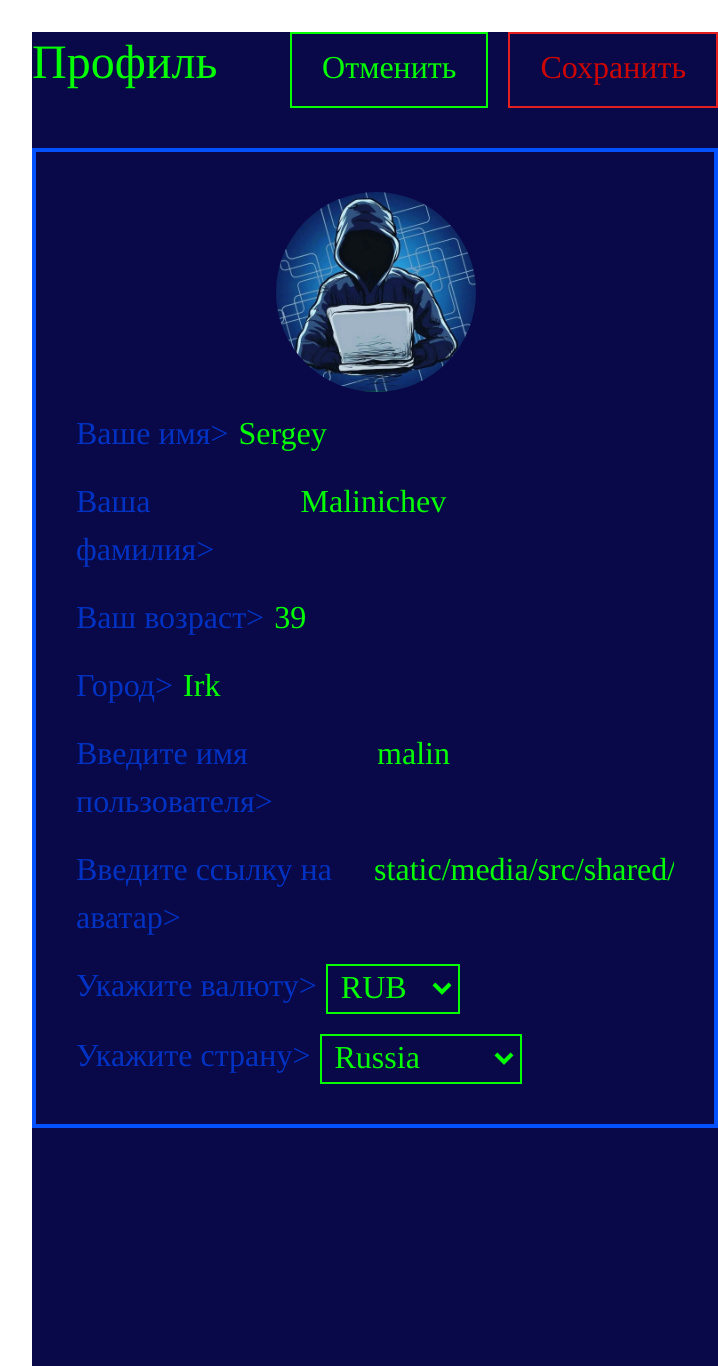 Профиль
Отменить
Сохранить
Ваше имя> Sergey
Ваша Malinichev
фамилия>
Ваш возраст> 39
Город> Irk
Введите имя malin
пользователя>
Введите ссылку на static/media/src/shared/
аватар>
Укажите валюту> RUB
Укажите страну> Russia